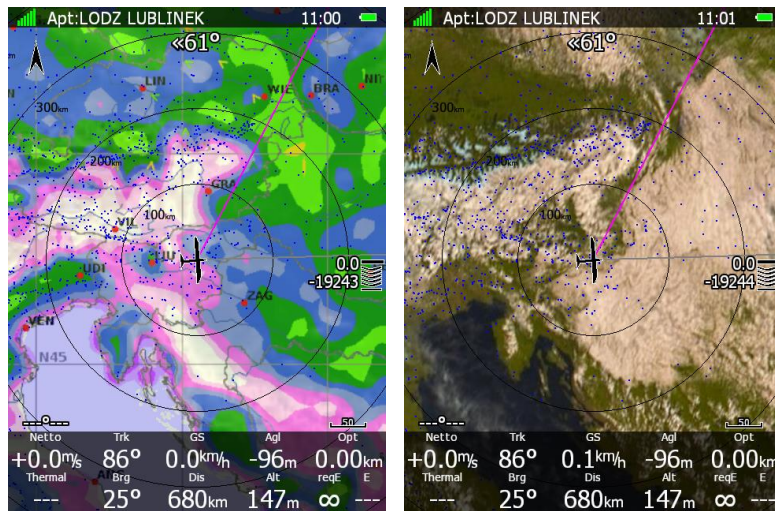 Apt:LODZ LUBLINEK 11:00
«61°
LIN
WIE BRA
300km
200km
GRA
100km
VIL
LJU
UDI
0.0
-19243
ZAG
VEN
N45
---°---
50
Netto Trk GS Agl Opt
+0.0m/s 86° 0.0km/h -96m 0.00km
Thermal Brg Dis Alt reqE E
--- 25° 680km 147m ∞ ---
Apt:LODZ LUBLINEK 11:01
«61°
300km
200km
100km
0.0
-19244
---°---
50
Netto Trk GS Agl Opt
+0.0m/s 86° 0.1km/h -96m 0.00km
Thermal Brg Dis Alt reqE E
--- 25° 680km 147m ∞ ---